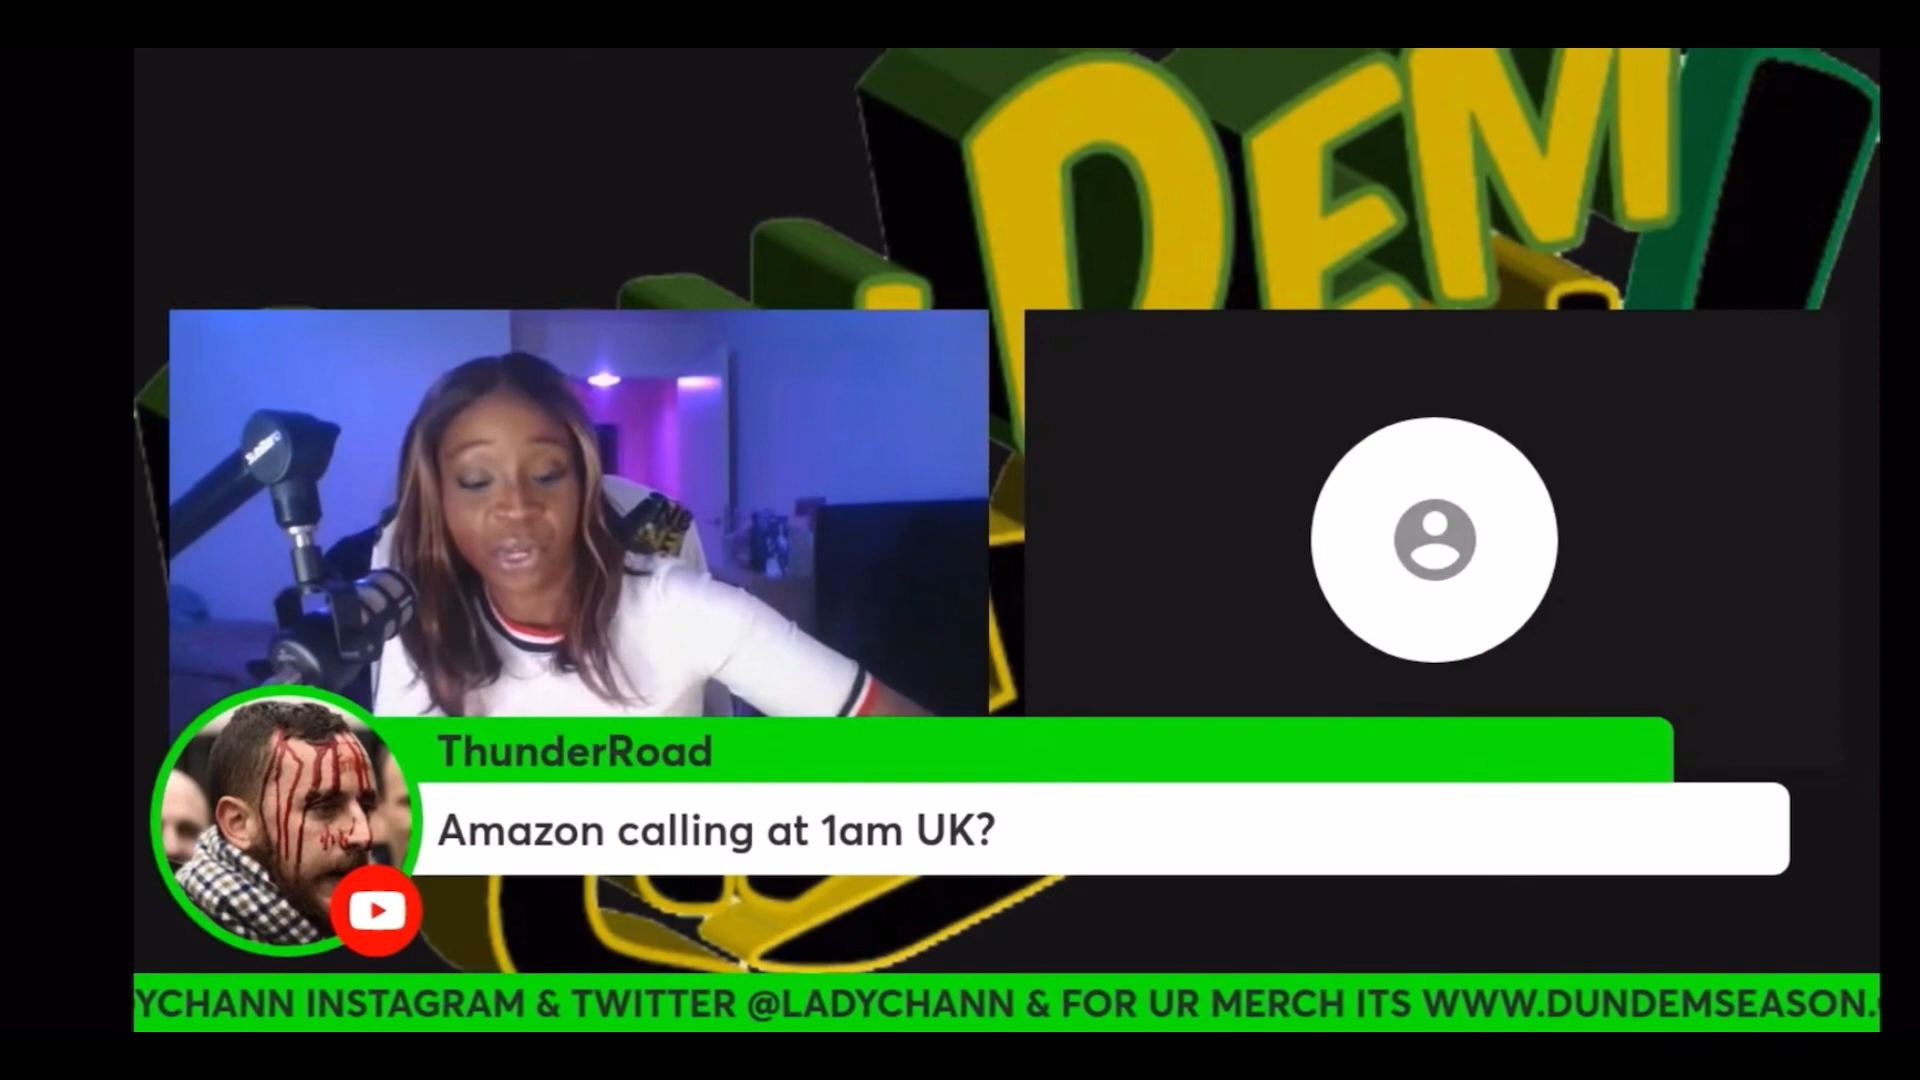 DEM
ThunderRoad
Amazon calling at 1am UK?
YCHANN INSTAGRAM & TWITTER @LADYCHANN & FOR UR MERCH ITS WWW.DUNDEMSEASON.